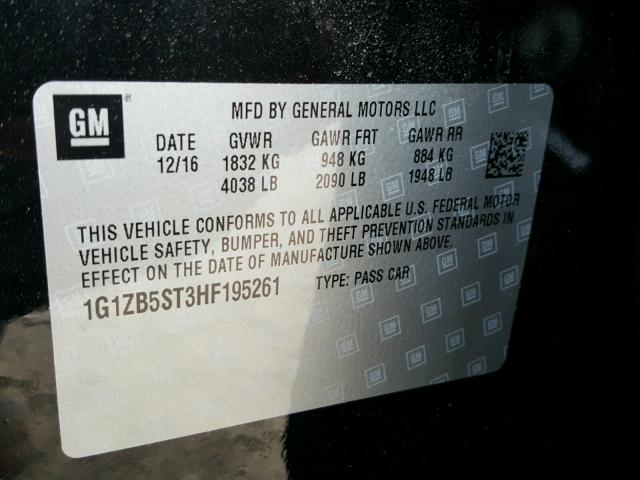 GM ® MFD BY GENERAL MOTORS LLC
DATE GVWR GAWR FRT GAWR RR
12/16 1832 KG 948 KG 884 KG
4038 LB 2090 LB 1948 LB
THIS VEHICLE CONFORMS TO ALL APPLICABLE U.S. FEDERAL MOTOR
VEHICLE SAFETY, BUMPER, AND THEFT PREVENTION STANDARDS IN
EFFECT ON THE DATE OF MANUFACTURE SHOWN ABOVE.
1G1ZB5ST3HF195261 TYPE: PASS CAR